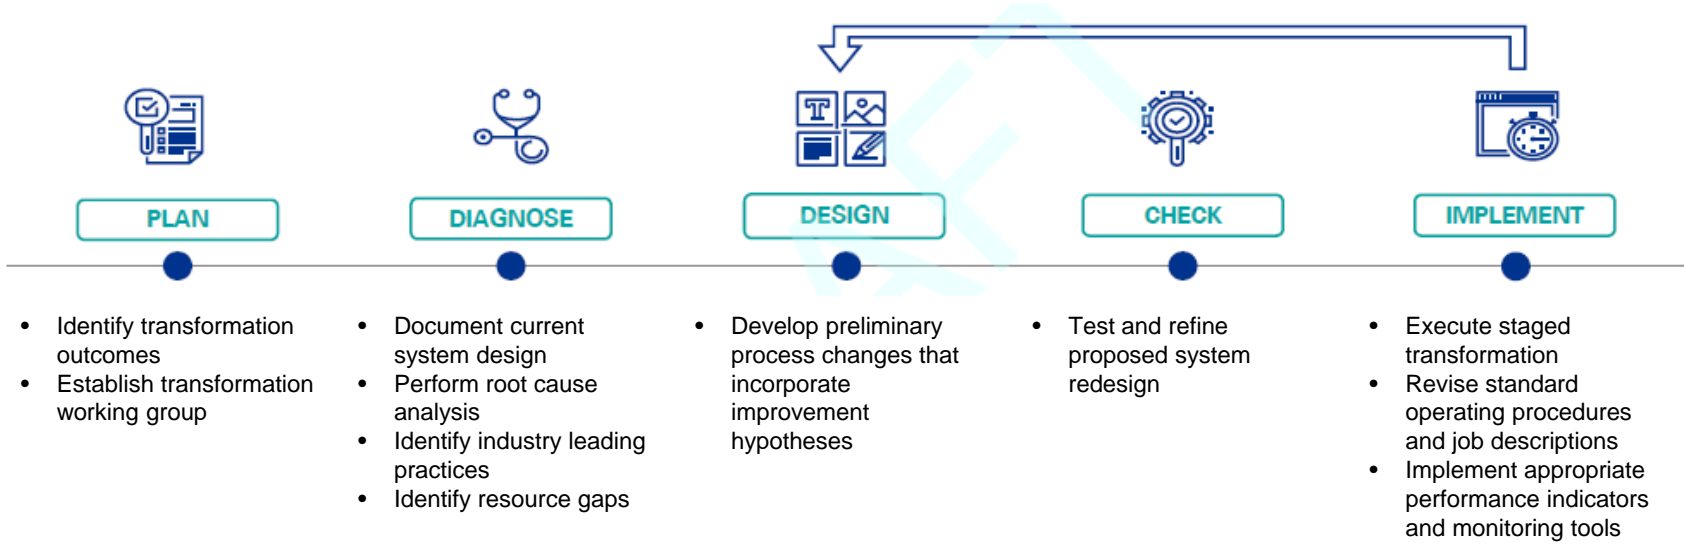 PLAN
DIAGNOSE
DESIGN
CHECK
IMPLEMENT
• Identify transformation
outcomes
• Establish transformation
working group
• Document current
system design
• Perform root cause
analysis
• Identify industry leading
practices
• Identify resource gaps
• Develop preliminary
process changes that
incorporate
improvement
hypotheses
• Test and refine
proposed system
redesign
• Execute staged
transformation
• Revise standard
operating procedures
and job descriptions
• Implement appropriate
performance indicators
and monitoring tools